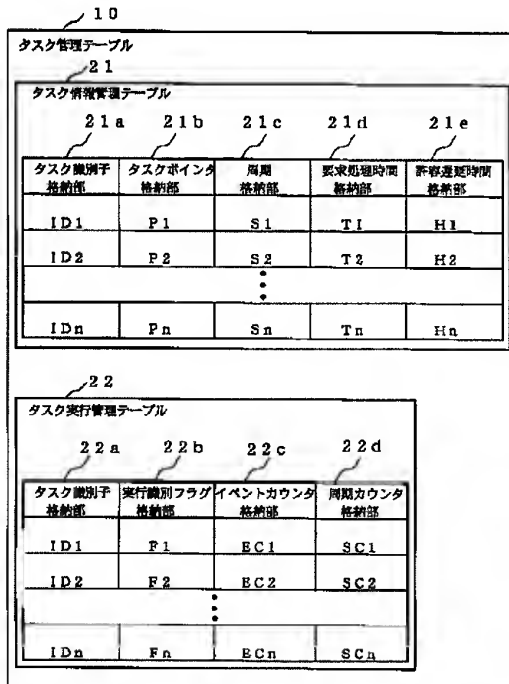 10
タスク管理テーブル
21
タスク情報管理テーブル
21a 21b 21c 21d 21e
タスク識別子格納部 タスクポインタ格納部 周期格納部 要求処理時間格納部 許容遅延時間格納部
ID1 P1 S1 T1 H1
ID2 P2 S2 T2 H2
IDn Pn Sn Tn Hn
22
タスク実行管理テーブル
22a 22b 22c 22d
タスク識別子格納部 実行識別フラグ格納部 イベントカウンタ格納部 周期カウンタ格納部
ID1 F1 EC1 SC1
ID2 F2 EC2 SC2
IDn Fn ECn SCn